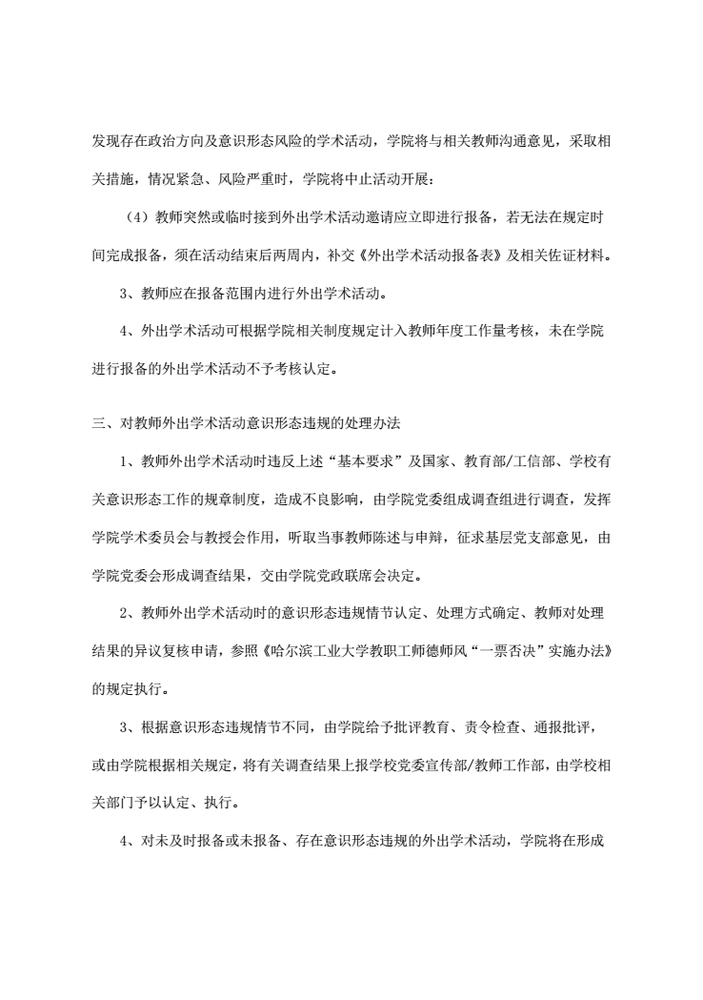 发现存在政治方向及意识形态风险的学术活动，学院将与相关教师沟通意见，采取相
关措施，情况紧急、风险严重时，学院将中止活动开展：
（4）教师突然或临时接到外出学术活动邀请应立即进行报备，若无法在规定时
间完成报备，须在活动结束后两周内，补交《外出学术活动报备表》及相关佐证材料。
3、教师应在报备范围内进行外出学术活动。
4、外出学术活动可根据学院相关制度规定计入教师年度工作量考核，未在学院
进行报备的外出学术活动不予考核认定。
三、对教师外出学术活动意识形态违规的处理办法
1、教师外出学术活动时违反上述“基本要求”及国家、教育部/工信部、学校有
关意识形态工作的规章制度，造成不良影响，由学院党委组成调查组进行调查，发挥
学院学术委员会与教授会作用，听取当事教师陈述与申辩，征求基层党支部意见，由
学院党委会形成调查结果，交由学院党政联席会决定。
2、教师外出学术活动时的意识形态违规情节认定、处理方式确定、教师对处理
结果的异议复核申请，参照《哈尔滨工业大学教职工师德师风“一票否决”实施办法》
的规定执行。
3、根据意识形态违规情节不同，由学院给予批评教育、责令检查、通报批评，
或由学院根据相关规定，将有关调查结果上报学校党委宣传部/教师工作部，由学校相
关部门予以认定、执行。
4、对未及时报备或未报备、存在意识形态违规的外出学术活动，学院将在形成